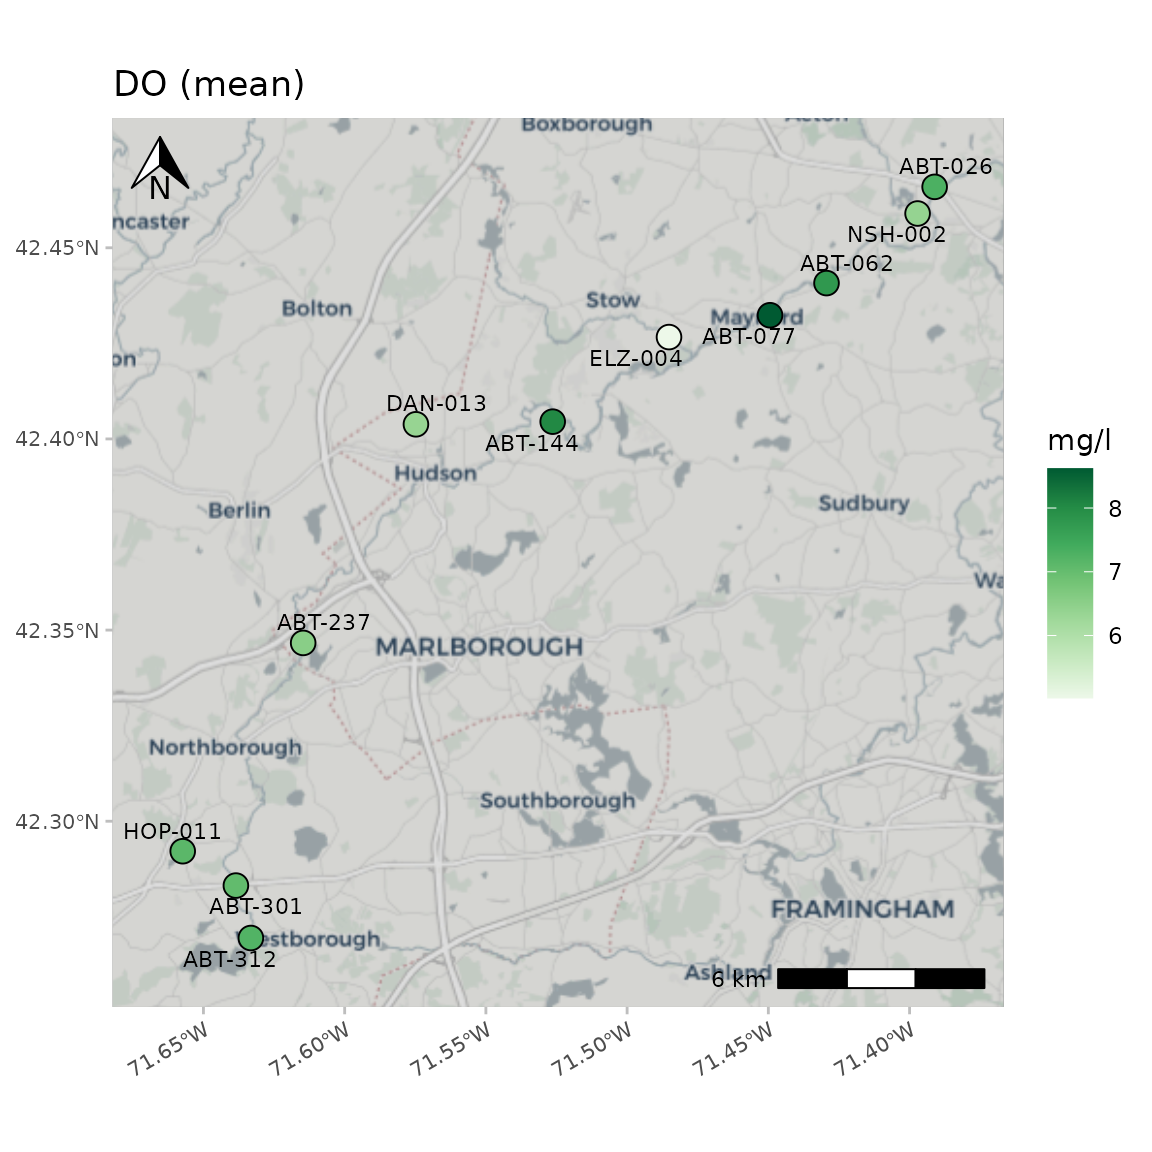 DO (mean)
Boxborough
Acton
ABT-026
N
ncaster
NSH-002
42.45°N
ABT-062
Stow
Bolton
ABT-077
ELZ-004
on
DAN-013
42.40°N
ABT-144
mg/l
Hudson
Sudbury
Berlin
8
7
Wa
ABT-237
42.35°N
6
MARLBOROUGH
Northborough
Southborough
42.30°N
HOP-011
ABT-301
FRAMINGHAM
estborough
ABT-312
Ashland
6 km
71.65°W
71.60°W
71.55°W
71.50°W
71.45°W
71.40°W